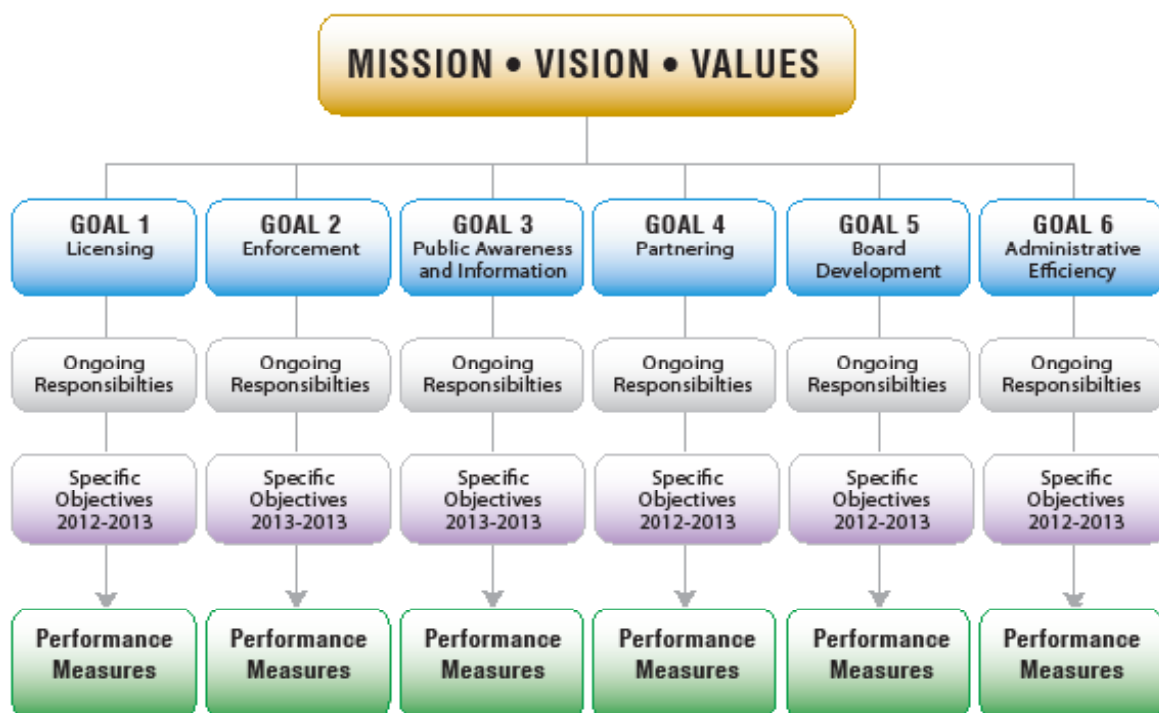 MISSION • VISION • VALUES
GOAL 1
Licensing
GOAL 2
Enforcement
GOAL 3
Public Awareness
and Information
GOAL 4
Partnering
GOAL 5
Board
Development
GOAL 6
Administrative
Efficiency
Ongoing
Responsibilties
Ongoing
Responsibilties
Ongoing
Responsibilties
Ongoing
Responsibilties
Ongoing
Responsibilties
Ongoing
Responsibilties
Specific
Objectives
2012-2013
Specific
Objectives
2013-2013
Specific
Objectives
2013-2013
Specific
Objectives
2012-2013
Specific
Objectives
2012-2013
Specific
Objectives
2012-2013
Performance
Measures
Performance
Measures
Performance
Measures
Performance
Measures
Performance
Measures
Performance
Measures